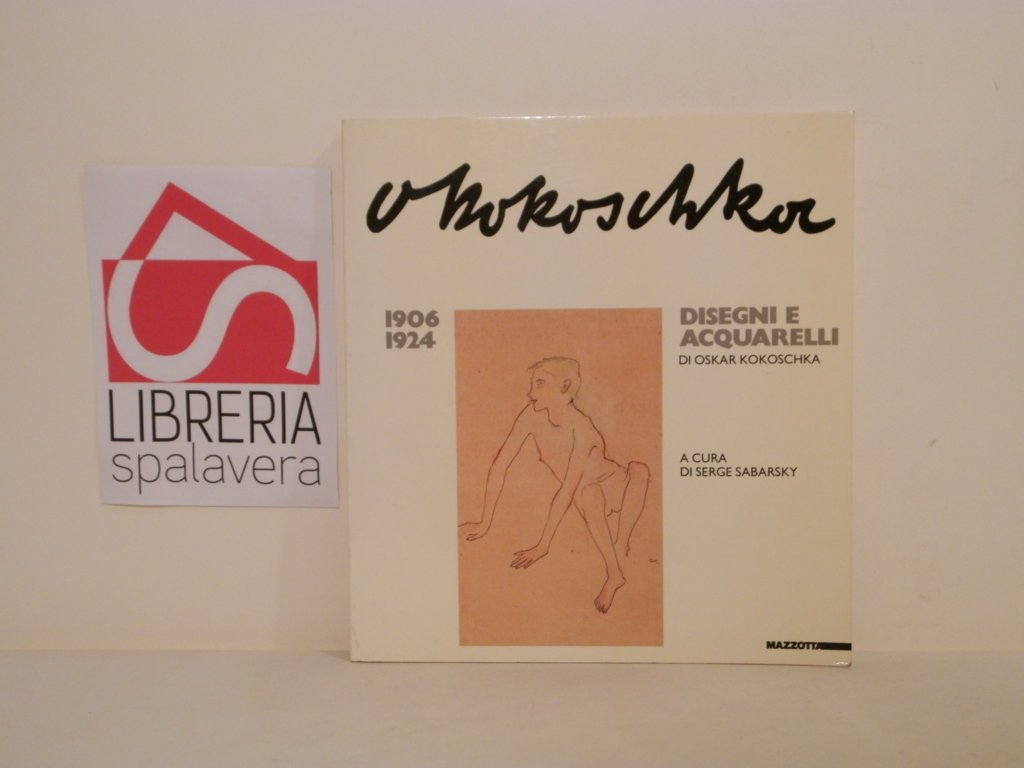 LIBRERIA
spalavera
OKokoschka
1906
1924
DISEGNI E
ACQUARELLI
DI OSKAR KOKOSCHKA
A CURA
DI SERGE SABARSKY
MAZZOTTA